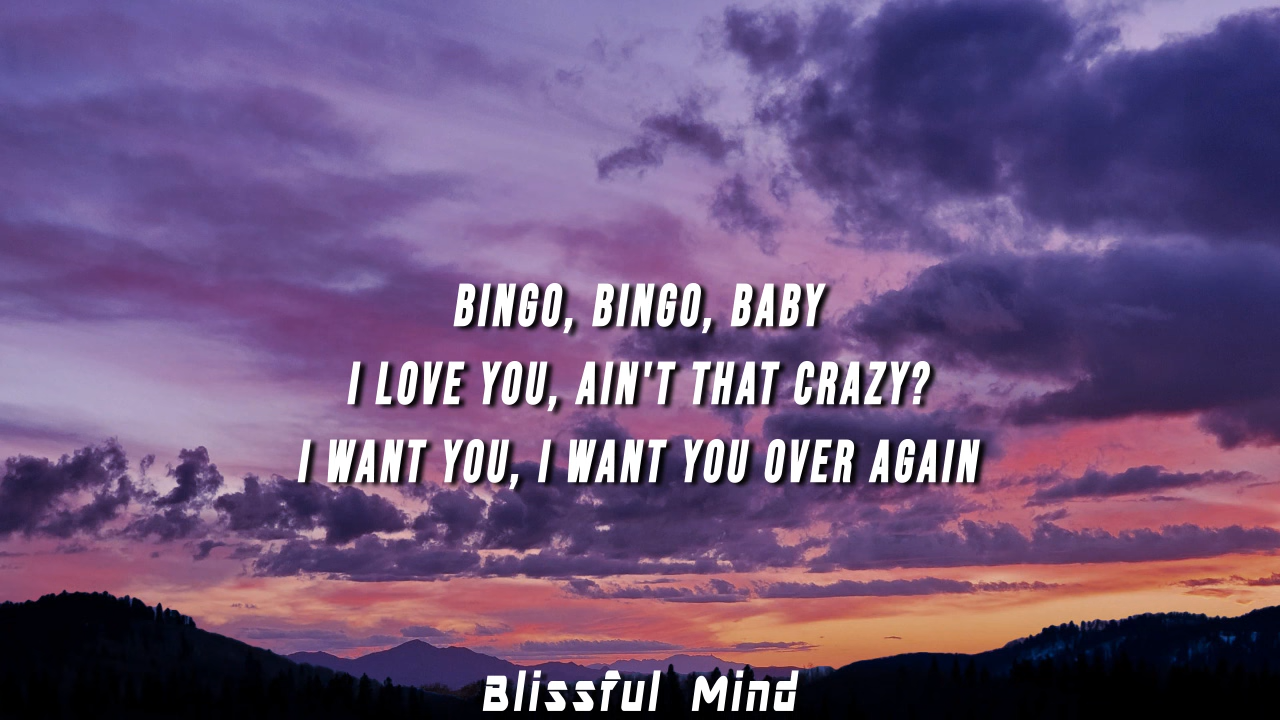 BINGO, BINGO, BABY
I LOVE YOU, AIN'T THAT CRAZY?
I WANT YOU, I WANT YOU OVER AGAIN
Blissful Mind